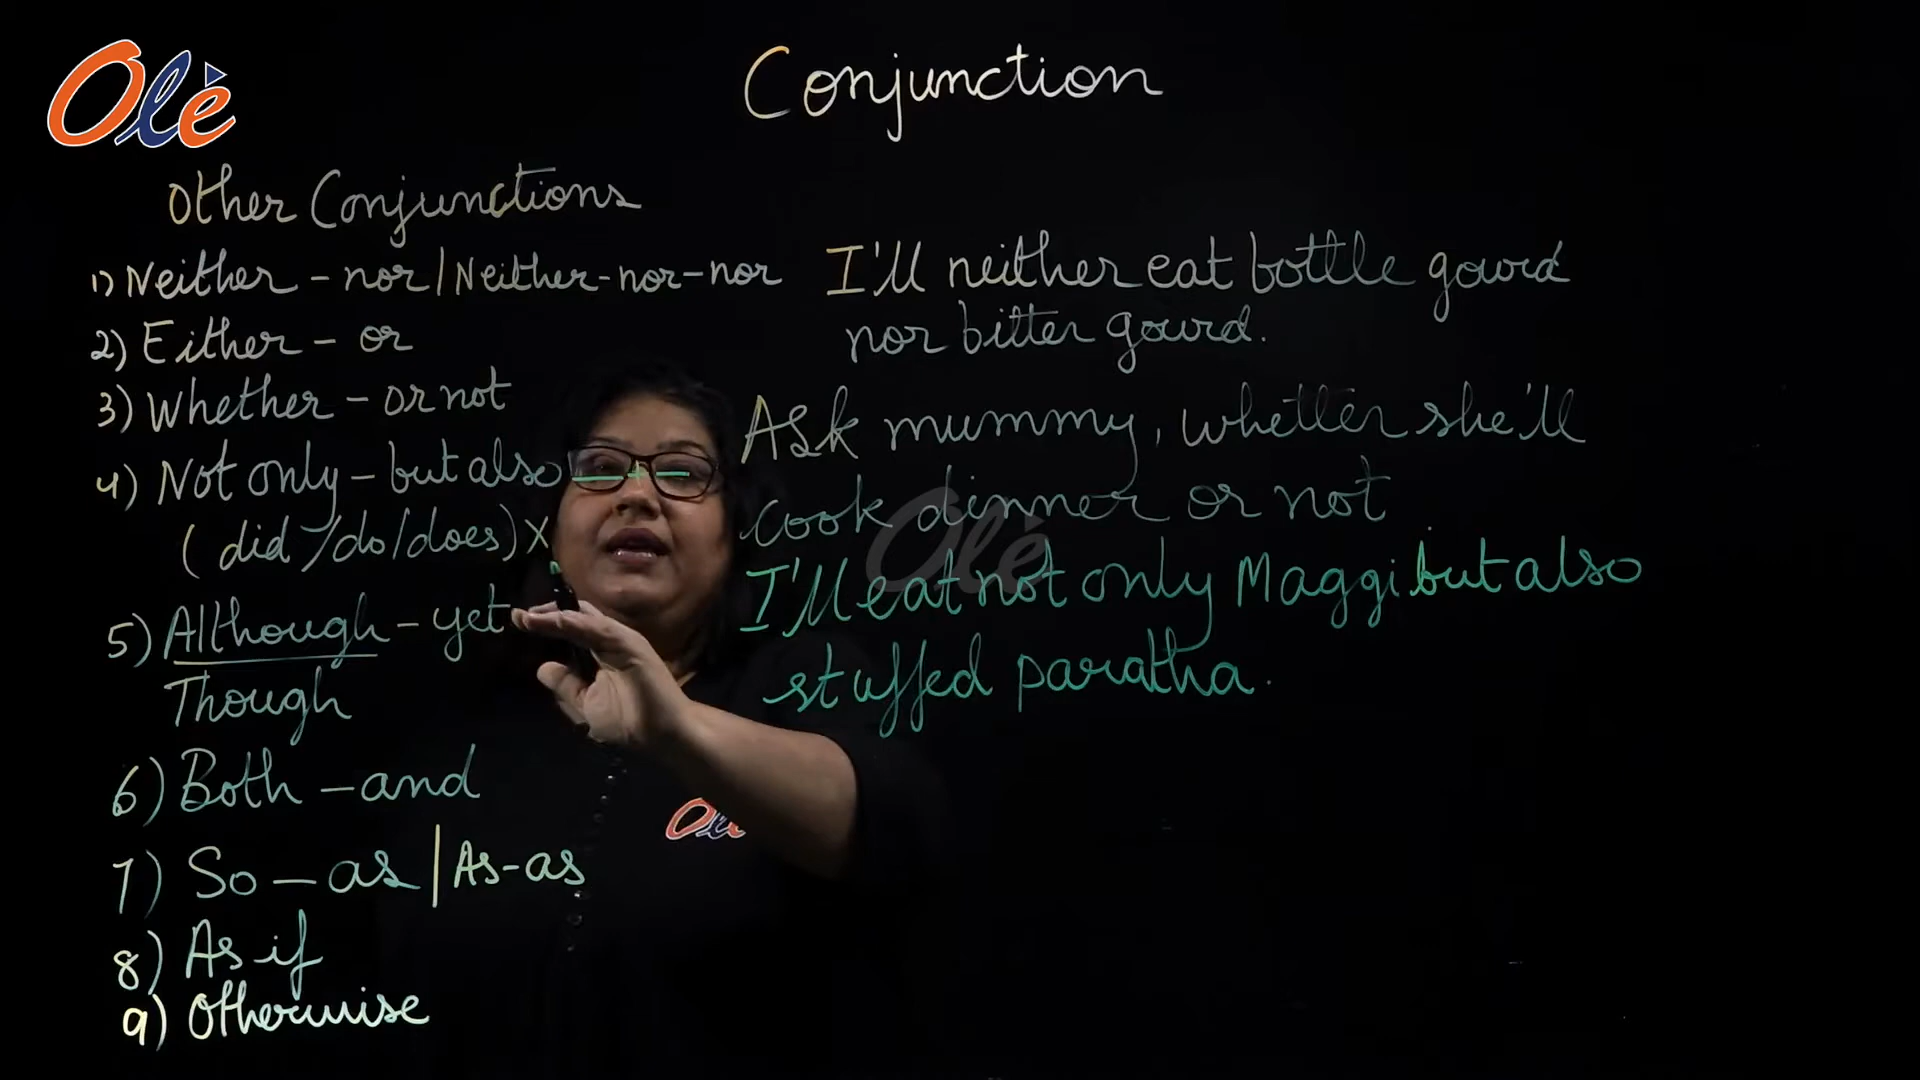 Olè
Conjunction
Other Conjunctions
1) Neither - nor | Neither-nor-nor
2) Either - or
3) Whether - or not
4) Not only - but also
(did/do/does) X
5) Although - yet
Though
6) Both - and
7) So - as | As-as
8) As if
9) Otherwise
I'll neither eat bottle gourd
nor bitter gourd.
Ask mummy, whether she'll
cook dinner or not
I'll eat not only Maggi but also
stuffed paratha.
Olè
Olè